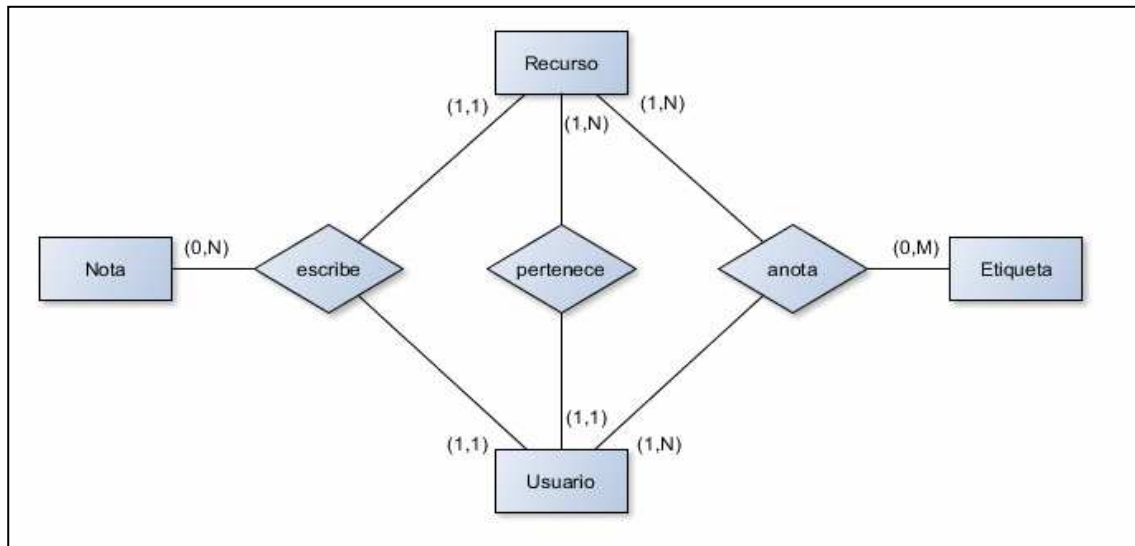 Recurso
(1,1)
(1,N)
(1,N)
(0,N)
(0,M)
Nota
escribe
pertenece
anota
Etiqueta
(1,1)
(1,1)
(1,N)
Usuario